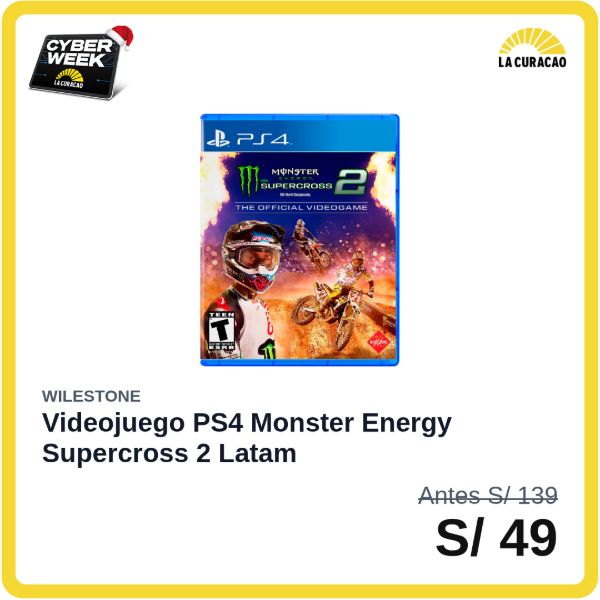 CYBER
WEEK
LA CURACAO
LA CURACAO
PS4
MONSTER
ENERGY
SUPERCROSS 2
THE OFFICIAL VIDEOGAME
TEEN
T
ESRB
WILESTONE
Videojuego PS4 Monster Energy
Supercross 2 Latam
Antes S/ 139
S/ 49